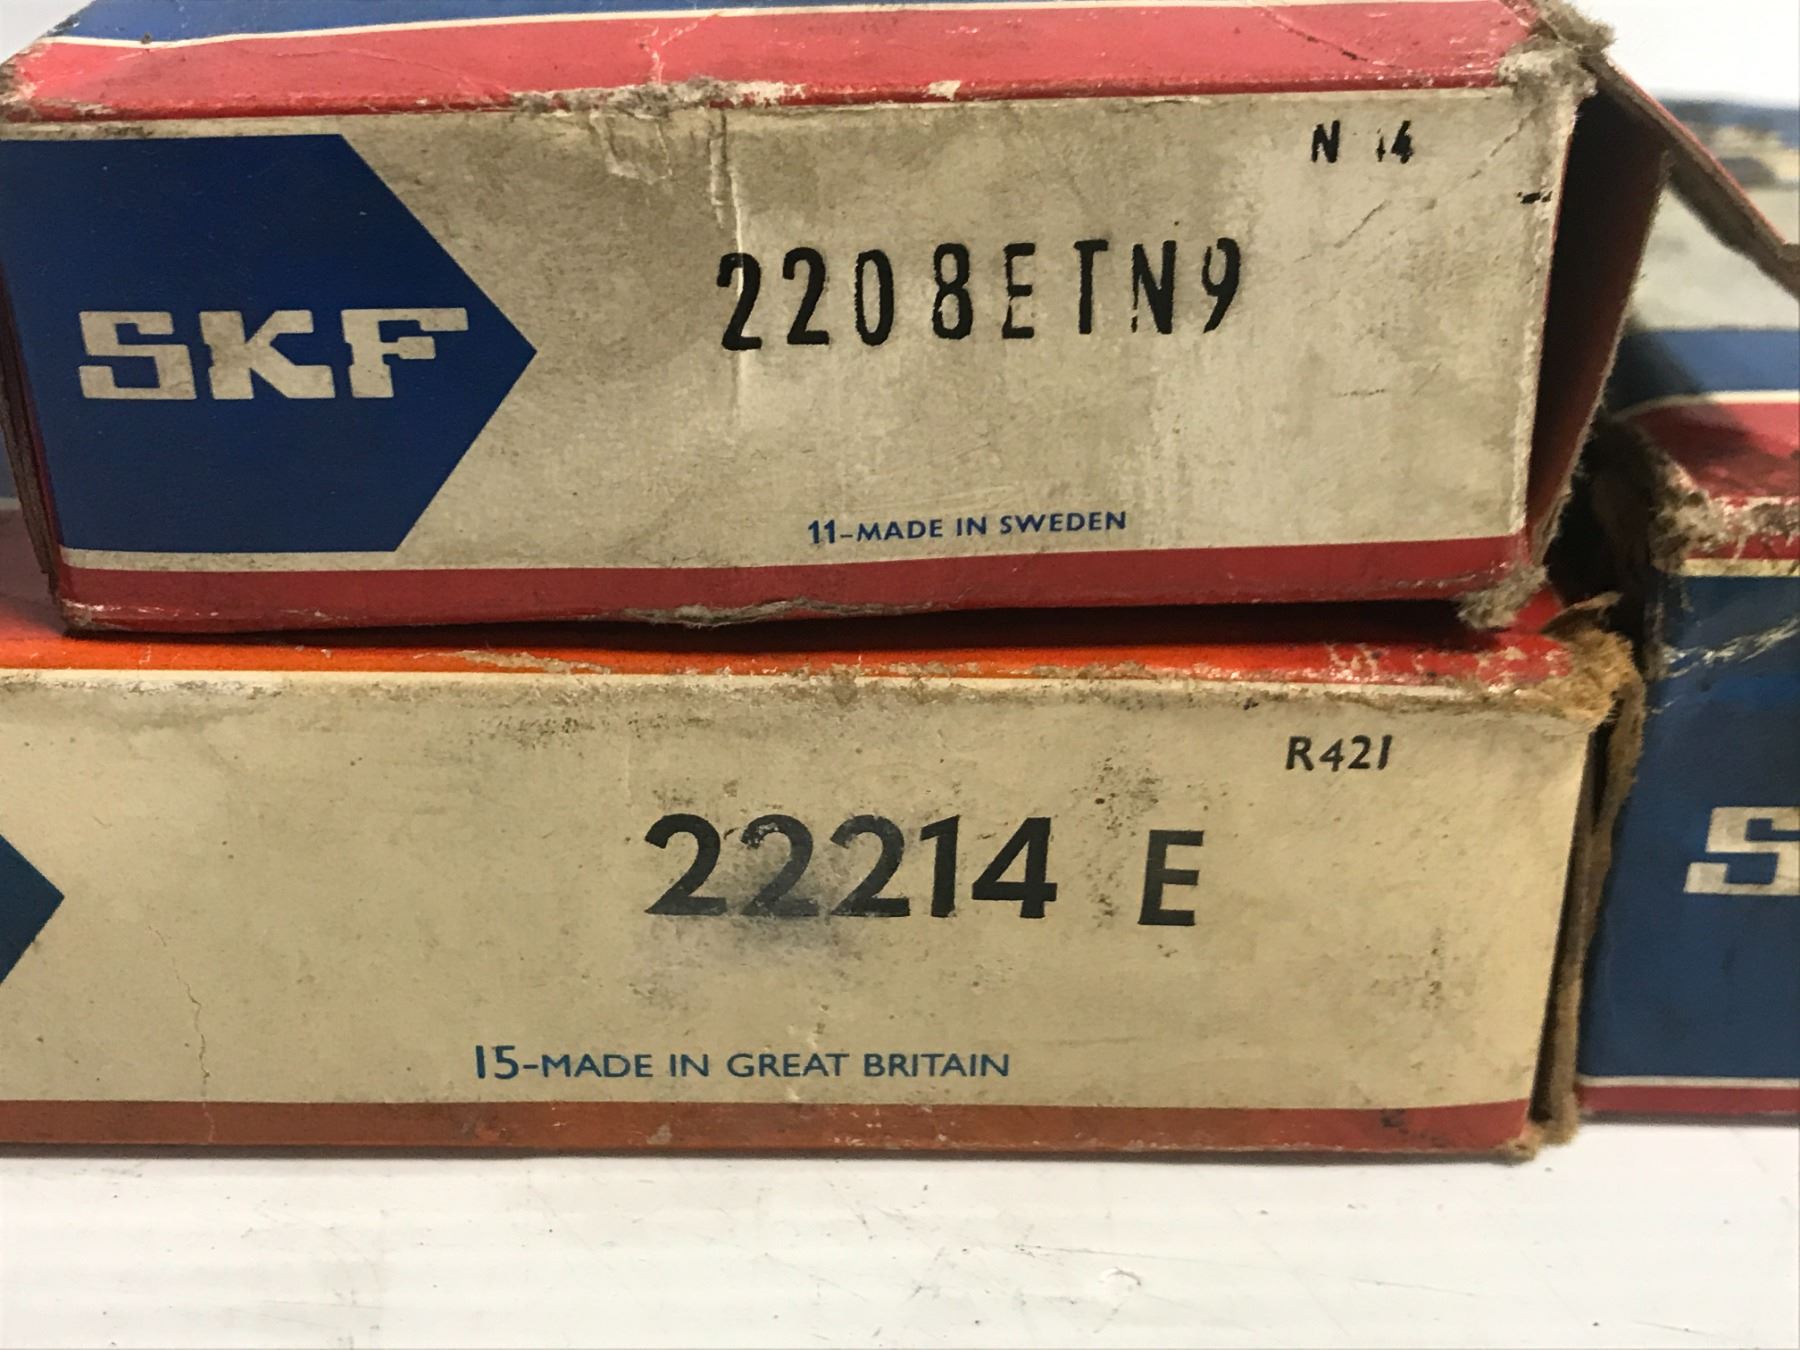 N 14
2208ETN9
SKF
11-MADE IN SWEDEN
R421
22214 E
15-MADE IN GREAT BRITAIN
S